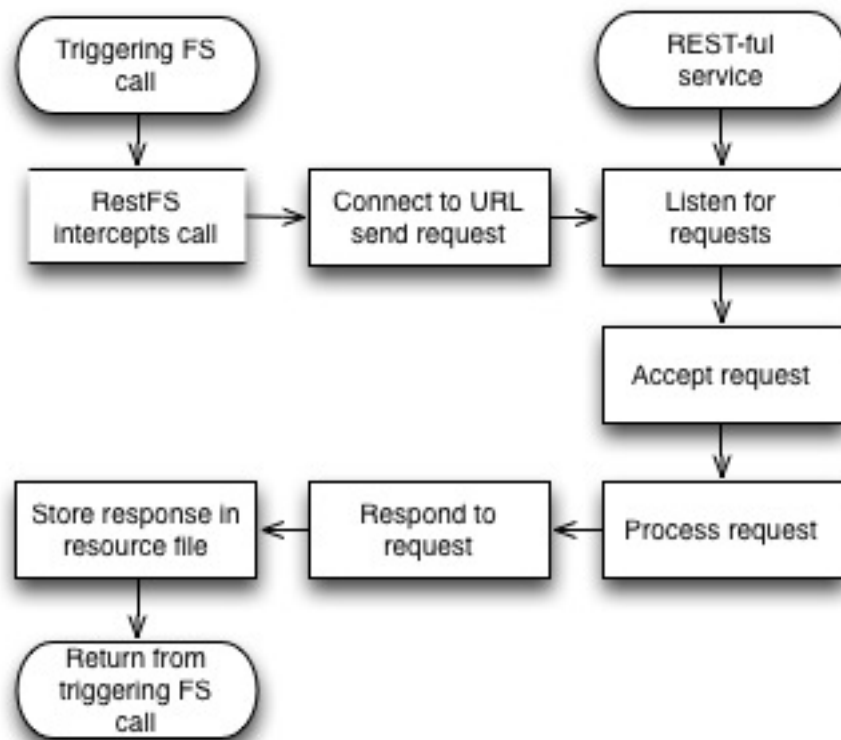 Triggering FS
call
REST-ful
service
RestFS
intercepts call
Connect to URL
send request
Listen for
requests
Accept request
Store response in
resource file
Respond to
request
Process request
Return from
triggering FS
call